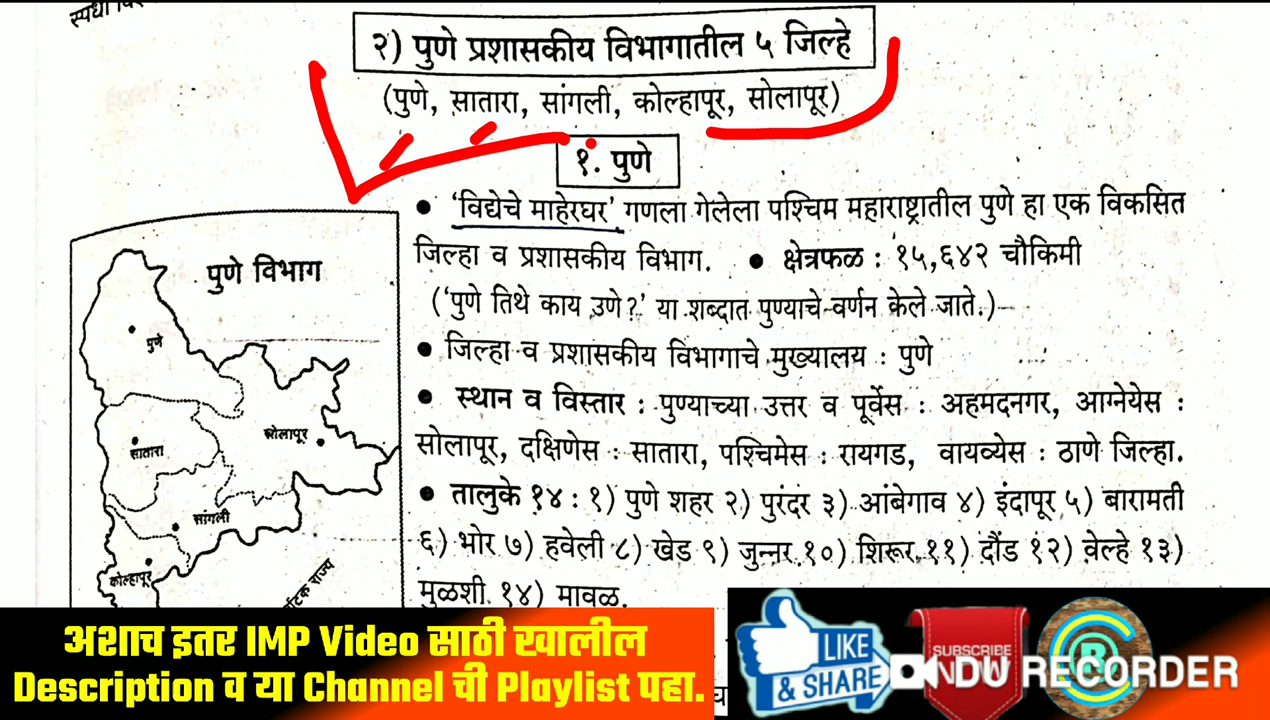 स्पर्धा
२) पुणे प्रशासकीय विभागातील ५ जिल्हे
(पुणे, सातारा, सांगली, कोल्हापूर, सोलापूर)
१. पुणे
• 'विद्येचे माहेरघर' गणला गेलेला पश्चिम महाराष्ट्रातील पुणे हा एक विकसित
जिल्हा व प्रशासकीय विभाग. • क्षेत्रफळ : १५,६४२ चौकिमी
('पुणे तिथे काय उणे?' या शब्दात पुण्याचे वर्णन केले जाते.)
• जिल्हा व प्रशासकीय विभागाचे मुख्यालय : पुणे
• स्थान व विस्तार : पुण्याच्या उत्तर व पूर्वेस : अहमदनगर, आग्नेयेस :
सोलापूर, दक्षिणेस : सातारा, पश्चिमेस : रायगड, वायव्येस : ठाणे जिल्हा.
• तालुके १४ : १) पुणे शहर २) पुरंदर ३) आंबेगाव ४) इंदापूर ५) बारामती
६) भोर ७) हवेली ८) खेड ९) जुन्नर १०) शिरूर ११) दौंड १२) वेल्हे १३)
मुळशी १४) मावळ.
पुणे विभाग
पुणे
सोलापूर
सातारा
सांगली
कोल्हापूर
राज्य
अशाच इतर IMP Video साठी खालील
Description व या Channel ची Playlist पहा.
LIKE
& SHARE
SUBSCRIBE
DU RECORDER